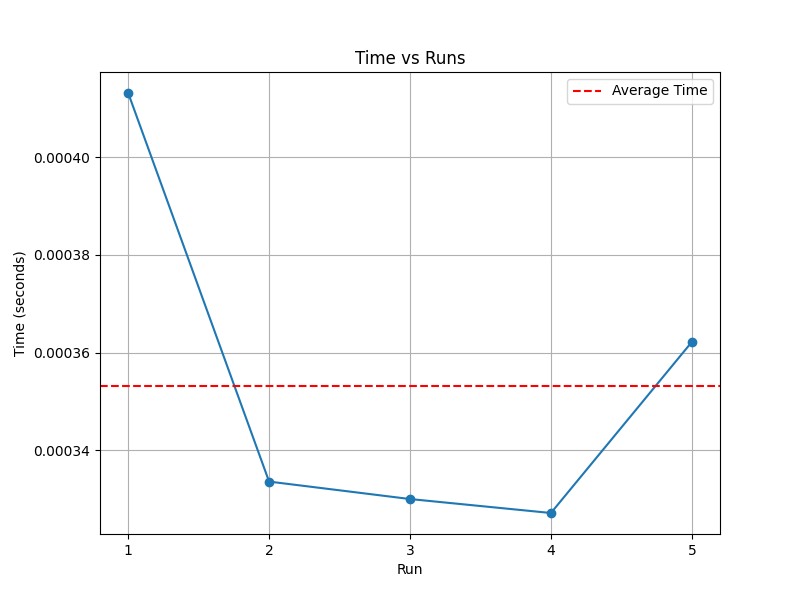 Time vs Runs
Average Time
0.00040
0.00038
0.00036
0.00034
Time (seconds)
1 2 3 4 5
Run